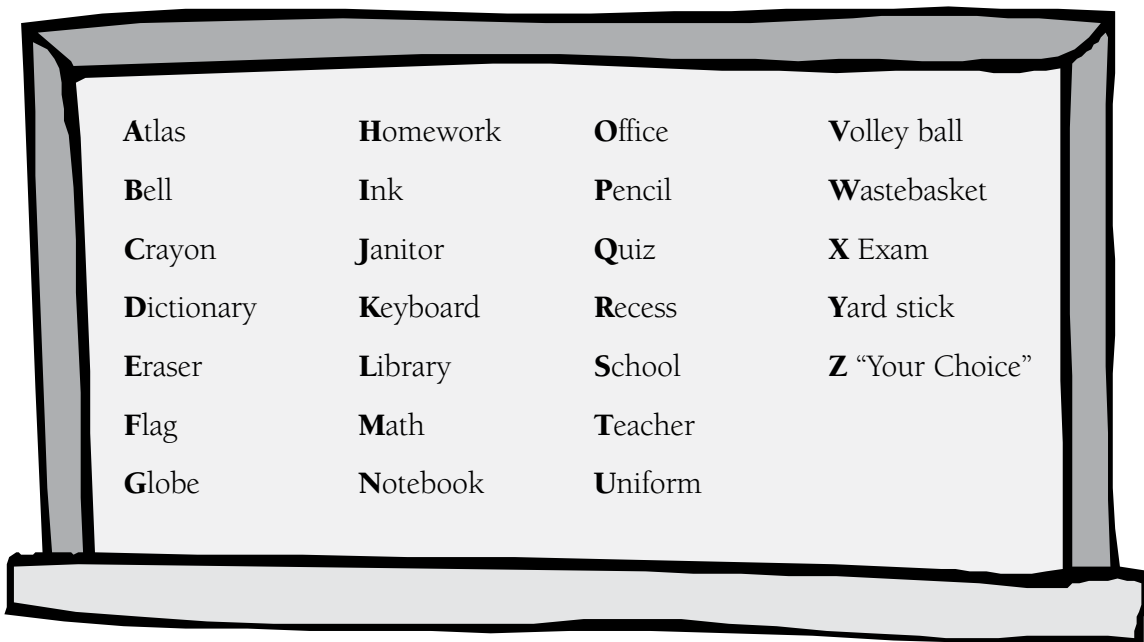 Atlas
Bell
Crayon
Dictionary
Eraser
Flag
Globe
Homework
Ink
Janitor
Keyboard
Library
Math
Notebook
Office
Pencil
Quiz
Recess
School
Teacher
Uniform
Volley ball
Wastebasket
X Exam
Yard stick
Z “Your Choice”